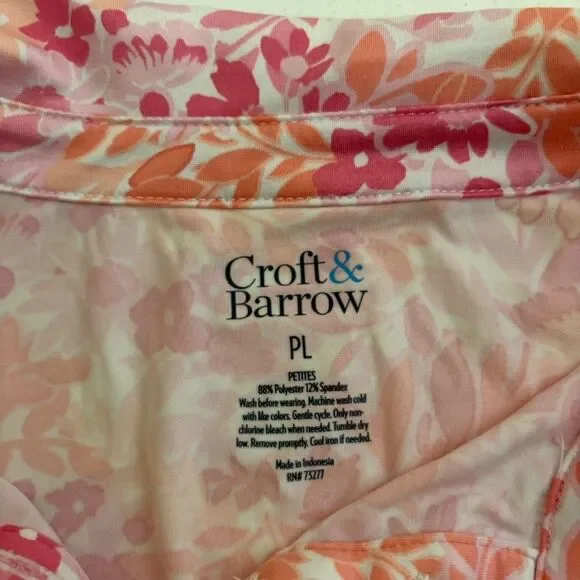 Croft&
Barrow
PL
PETITES
88% Polyester 12% Spandex
Wash before wearing. Machine wash cold
with like colors. Gentle cycle. Only non-
chlorine bleach when needed. Tumble dry
low. Remove promptly. Cool iron if needed.
Made in Indonesia
RN# 73277